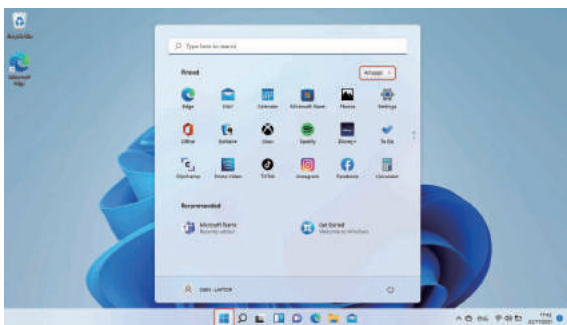 Recycle Bin
Microsoft
Edge
Type here to search
Pinned
All apps >
Edge
Mail
Calendar
Microsoft Store
Photos
Settings
Office
Solitaire
Xbox
Spotify
Disney+
To Do
Clipchamp
Prime Video
TikTok
Instagram
Facebook
Calculator
Recommended
Microsoft Teams
Recently added
Get Started
Welcome to Windows
LAPTOP